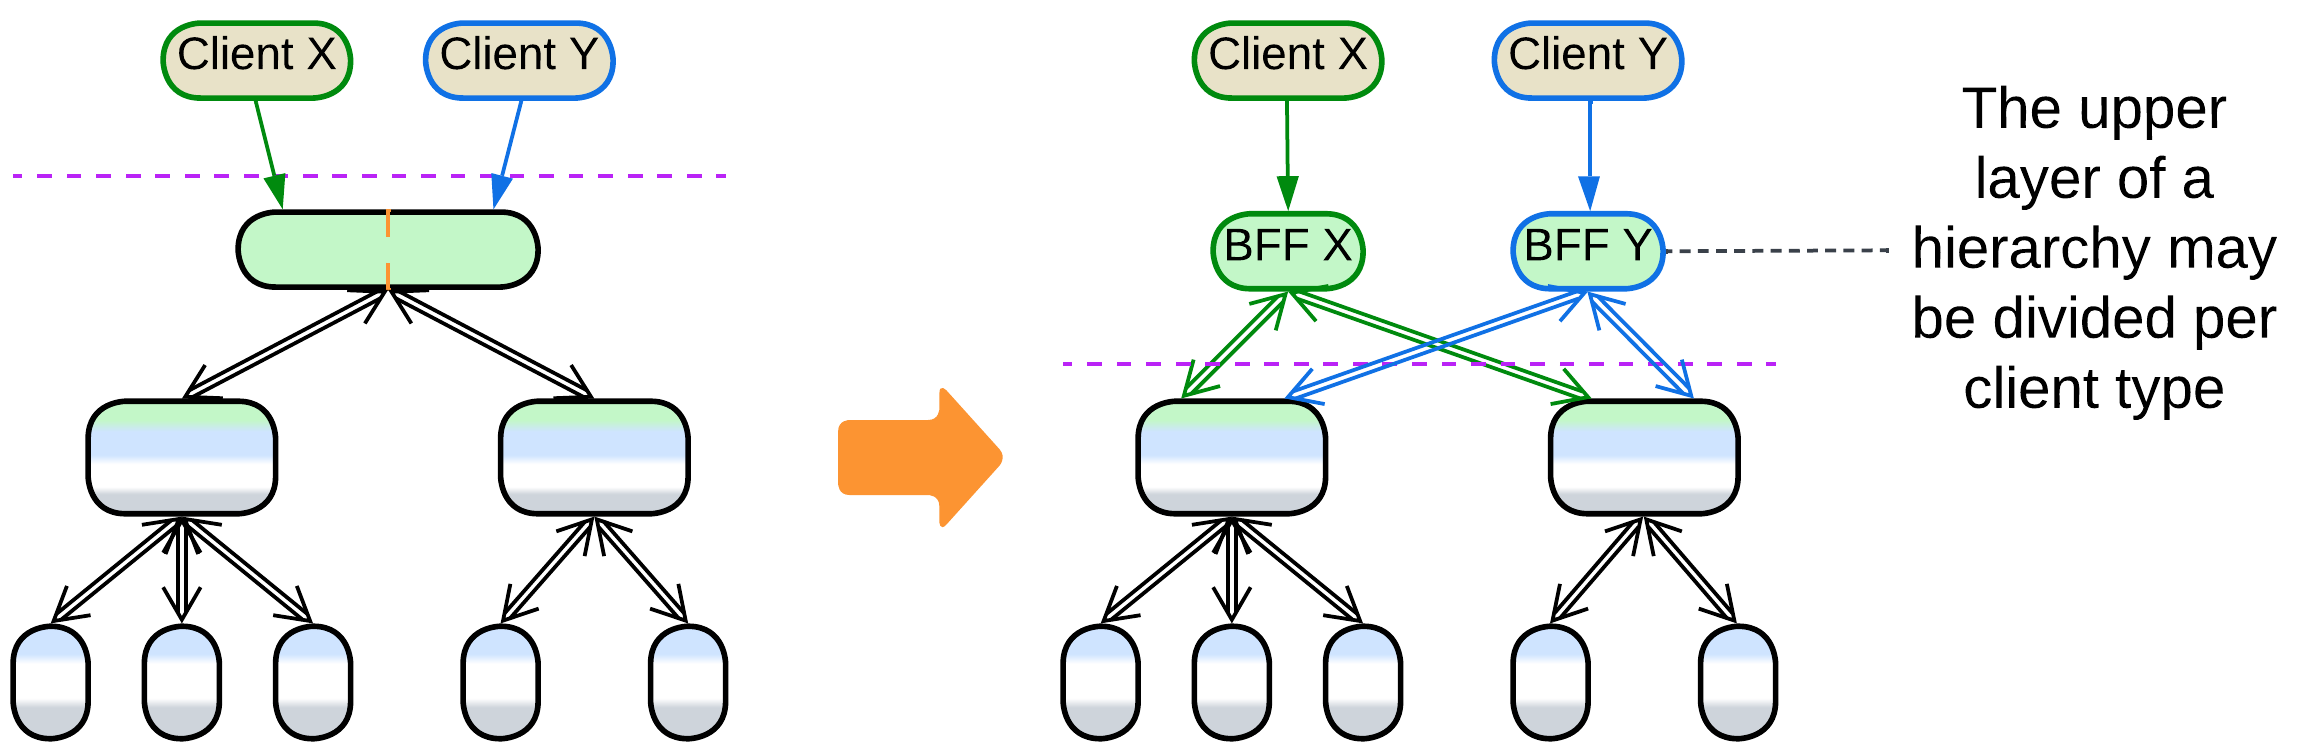 Client X
Client Y
Client X
Client Y
BFF X
BFF Y
The upper
layer of a
hierarchy may
be divided per
client type